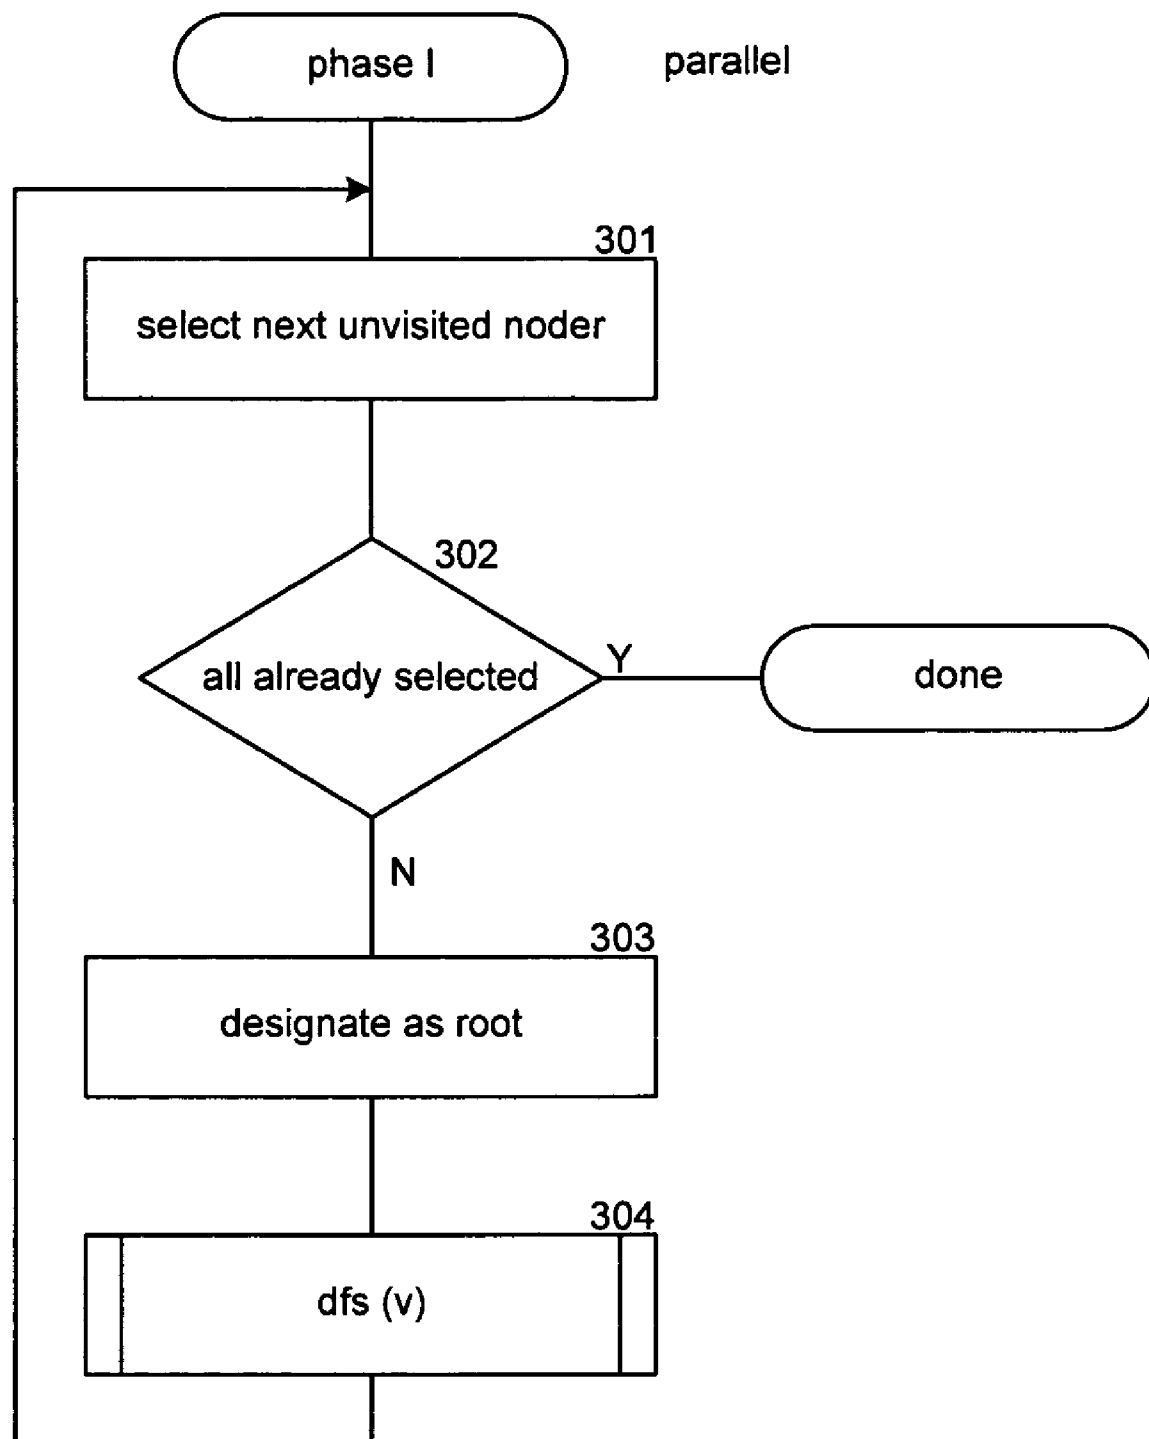 phase I
parallel
301
select next unvisited noder
302
all already selected
Y
done
N
303
designate as root
304
dfs (v)